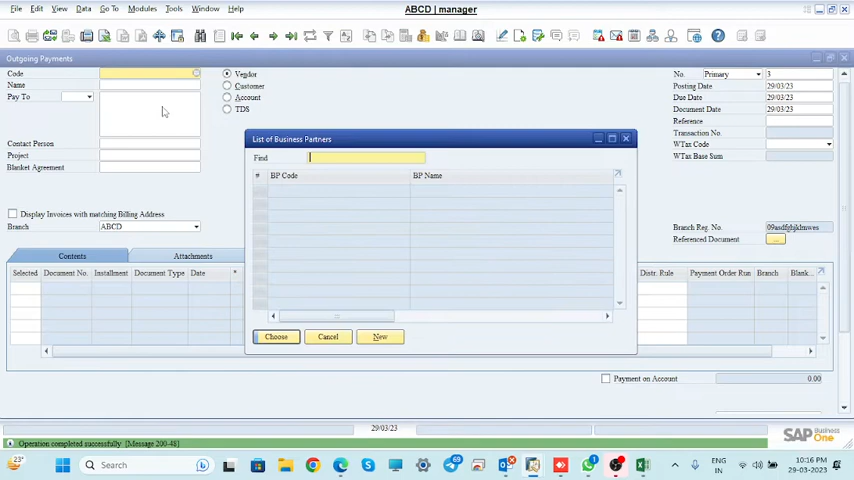 File Edit View Data Go To Modules Tools Window Help
ABCD | manager
Outgoing Payments
Code
Name
Pay To
Contact Person
Project
Blanket Agreement
Vendor
Customer
Account
TDS
No. Primary 3
Posting Date 29/03/23
Due Date 29/03/23
Document Date 29/03/23
Reference
Transaction No.
WTax Code
WTax Base Sum
List of Business Partners
Find
# BP Code BP Name
Choose Cancel New
Display Invoices with matching Billing Address
Branch ABCD
Branch Reg. No.
Referenced Document ...
Contents Attachments
Selected Document No. Installment Document Type Date * Distr. Rule Payment Order Run Branch Blank...
Payment on Account 0.00
29/03/23
Operation completed successfully [Message 200-48]
SAP Business One
23°
Search
69
1
ENG
IN
10:16 PM
29-03-2023